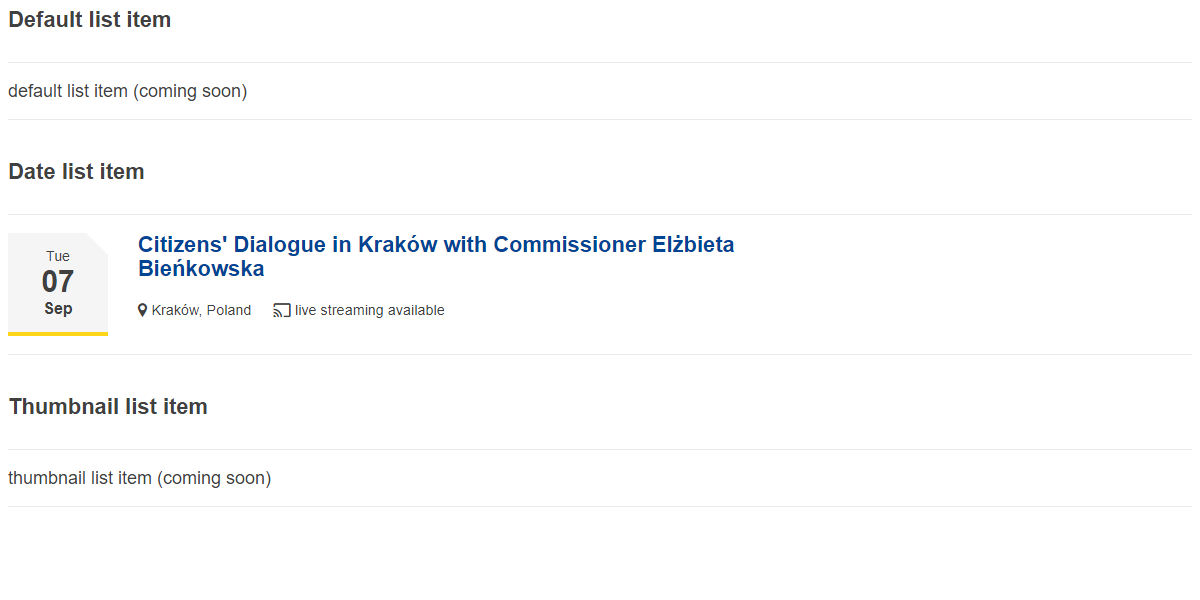 Default list item
default list item (coming soon)
Date list item
Tue
07
Sep
Citizens' Dialogue in Kraków with Commissioner Elżbieta
Bieńkowska
Kraków, Poland live streaming available
Thumbnail list item
thumbnail list item (coming soon)